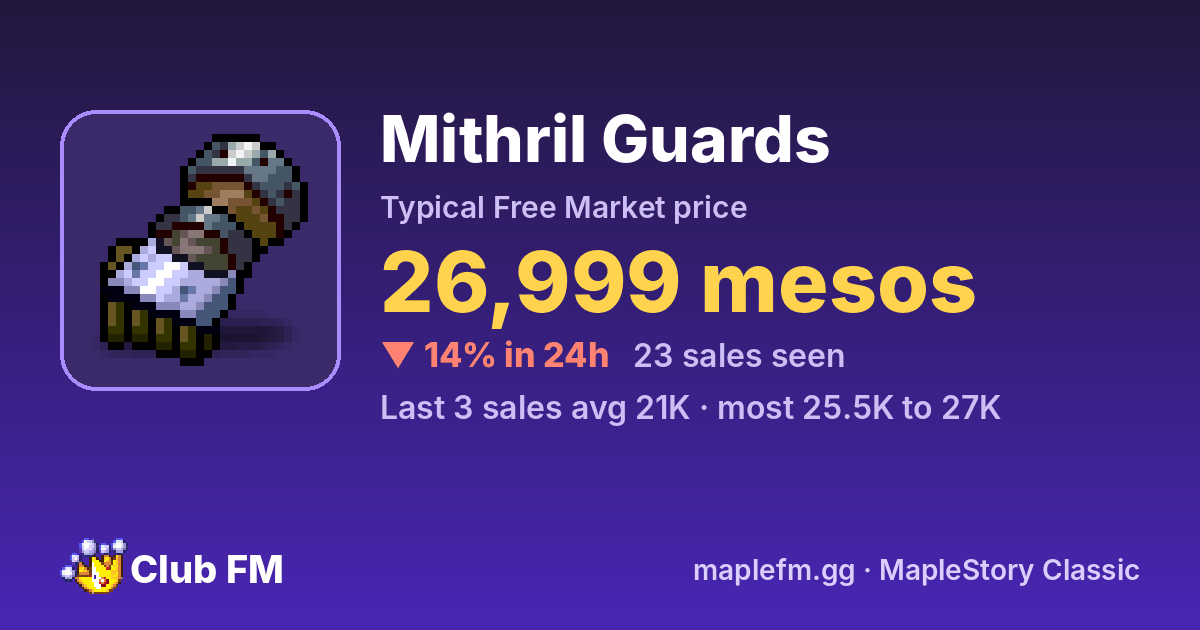 Mithril Guards
Typical Free Market price
26,999 mesos
▼ 14% in 24h 23 sales seen
Last 3 sales avg 21K · most 25.5K to 27K
Club FM
maplefm.gg · MapleStory Classic